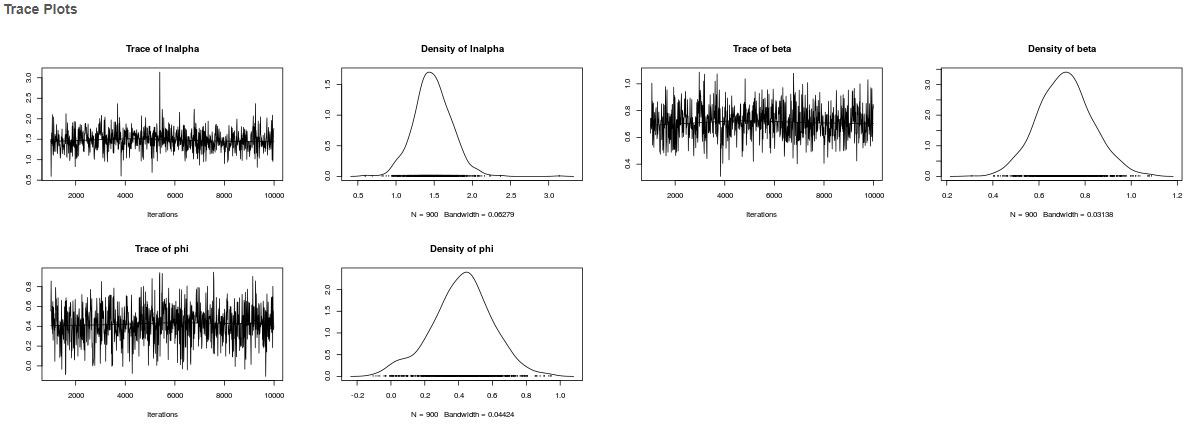 Trace Plots
Trace of lnalpha
3.0
2.5
2.0
1.5
1.0
0.5
2000 4000 6000 8000 10000
Iterations
Density of lnalpha
1.5
1.0
0.5
0.0
0.5 1.0 1.5 2.0 2.5 3.0
N = 900 Bandwidth = 0.06279
Trace of beta
1.0
0.8
0.6
0.4
2000 4000 6000 8000 10000
Iterations
Density of beta
3.0
2.0
1.0
0.0
0.2 0.4 0.6 0.8 1.0 1.2
N = 900 Bandwidth = 0.03138
Trace of phi
0.8
0.6
0.4
0.2
0.0
2000 4000 6000 8000 10000
Iterations
Density of phi
2.0
1.5
1.0
0.5
0.0
-0.2 0.0 0.2 0.4 0.6 0.8 1.0
N = 900 Bandwidth = 0.04424